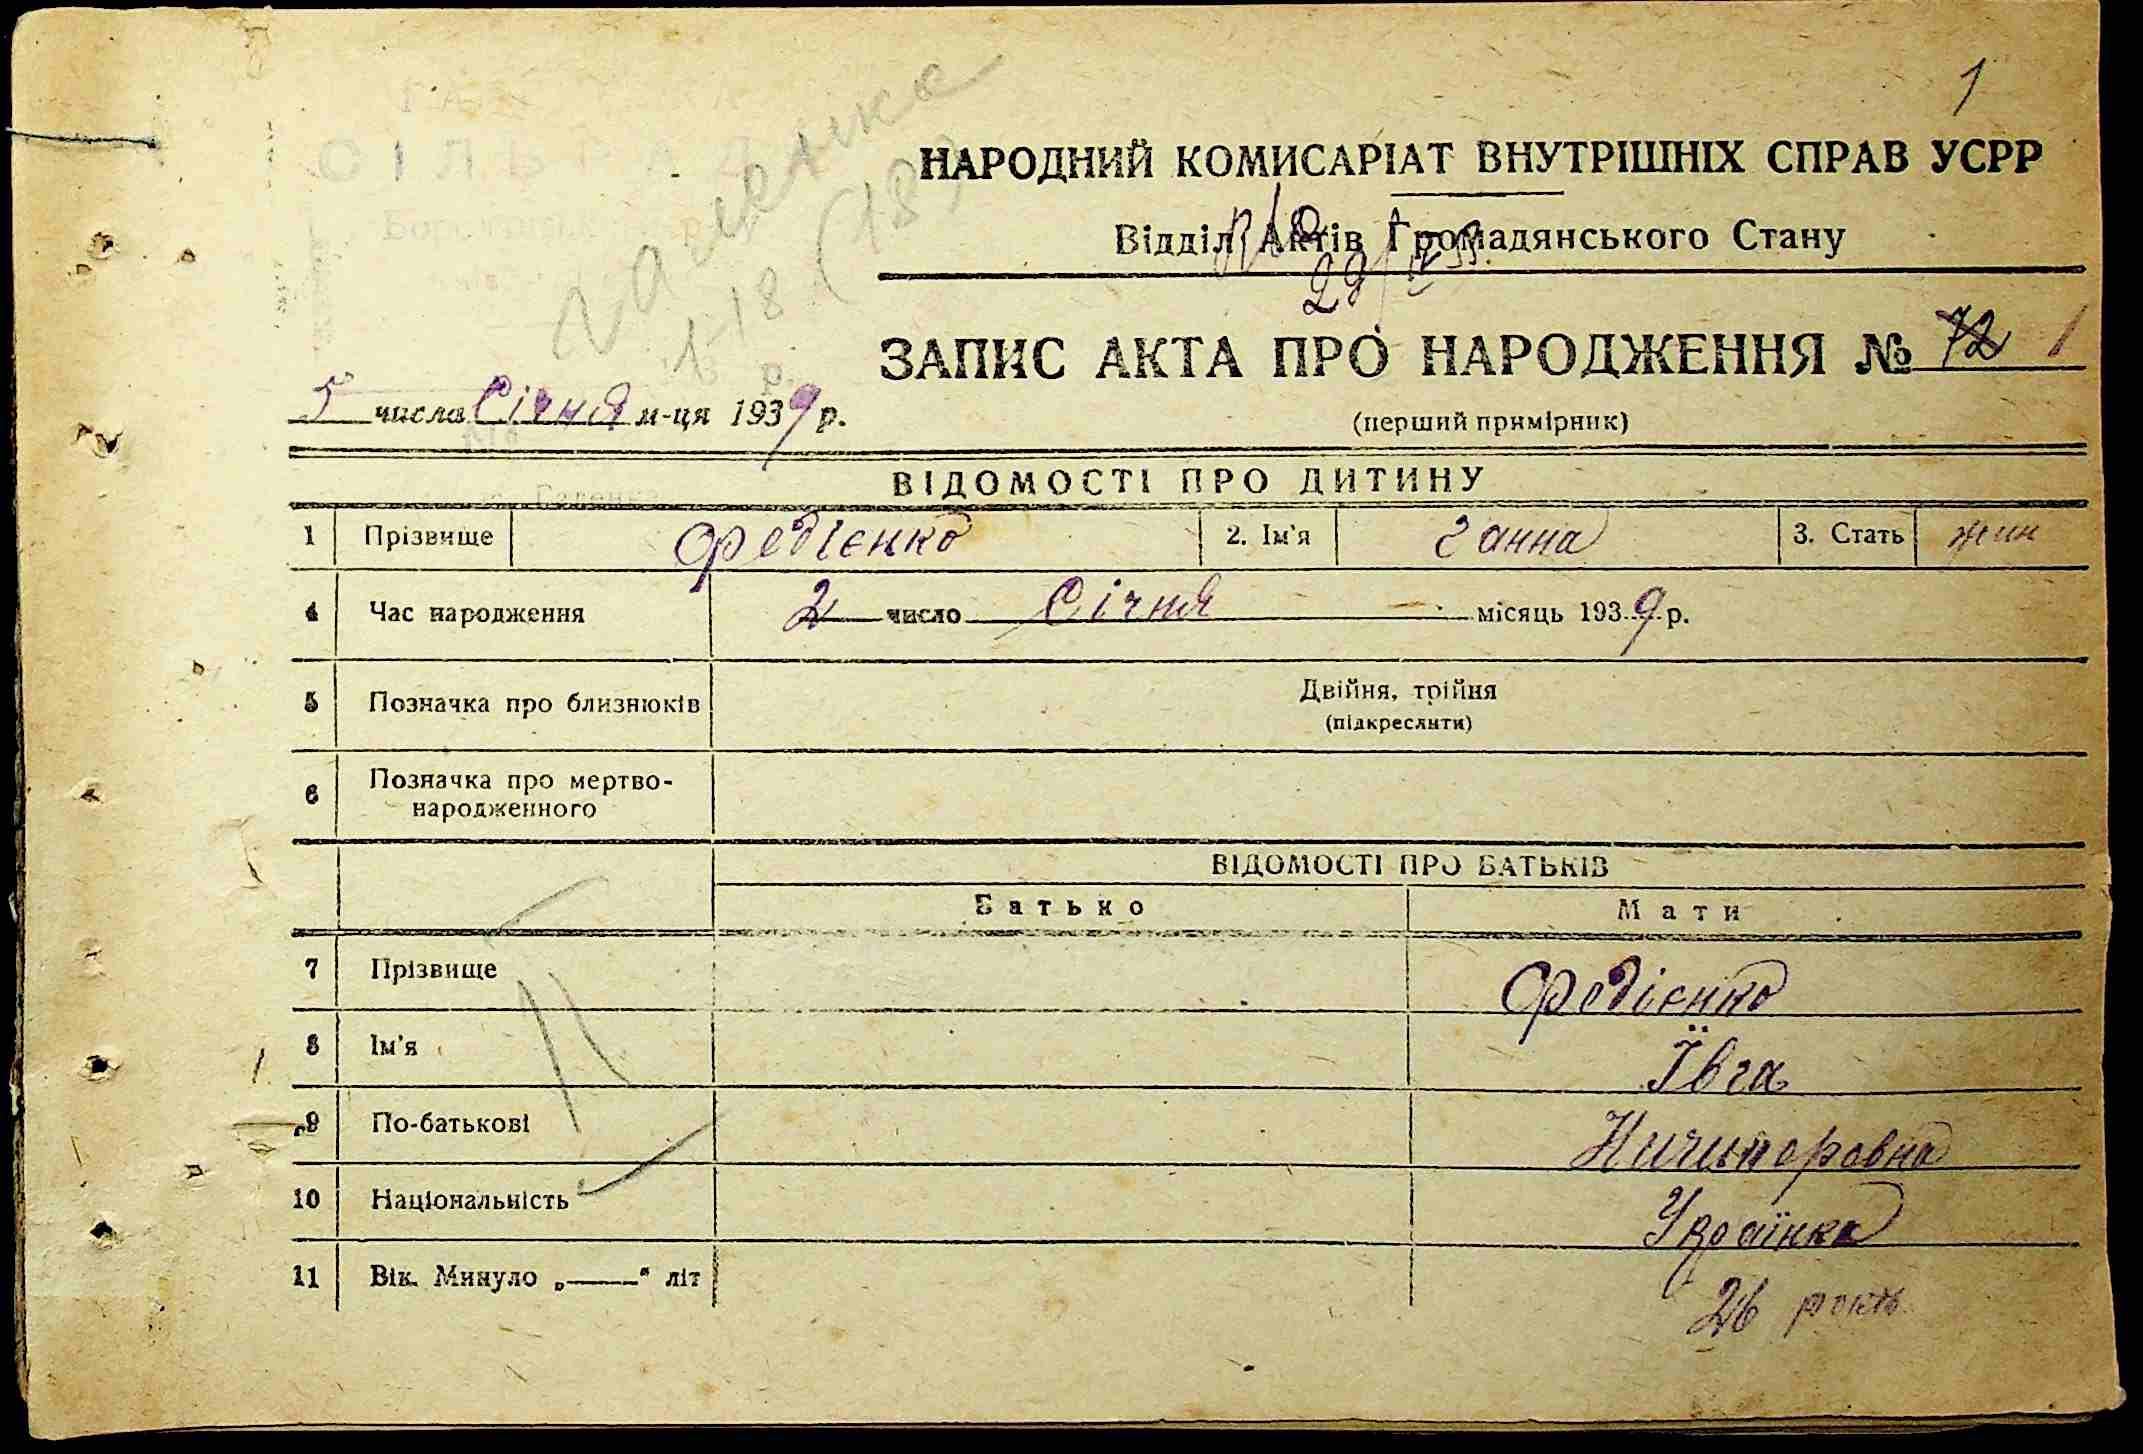 1
НАРОДНИЙ КОМИСАРІАТ ВНУТРІШНІХ СПРАВ УСРР
Відділ Актів Громадянського Стану
ЗАПИС АКТА ПРО НАРОДЖЕННЯ № 72 1
5 числа Січня м-ця 1939 р.
(перший примірник)
ВІДОМОСТІ ПРО ДИТИНУ
1 Прізвище Федієнко 2. Ім'я Ганна 3. Стать жин
4 Час народження 2 число Січня місяць 1939 р.
5 Позначка про близнюків Двійня, трійня
(підкреслити)
6 Позначка про мертво-
народженного
ВІДОМОСТІ ПРО БАТЬКІВ
Батько Мати
7 Прізвище Федієнко
8 Ім'я Ївга
9 По-батькові Ничипоровна
10 Національність Українка
11 Вік. Минуло „——" літ 26 років